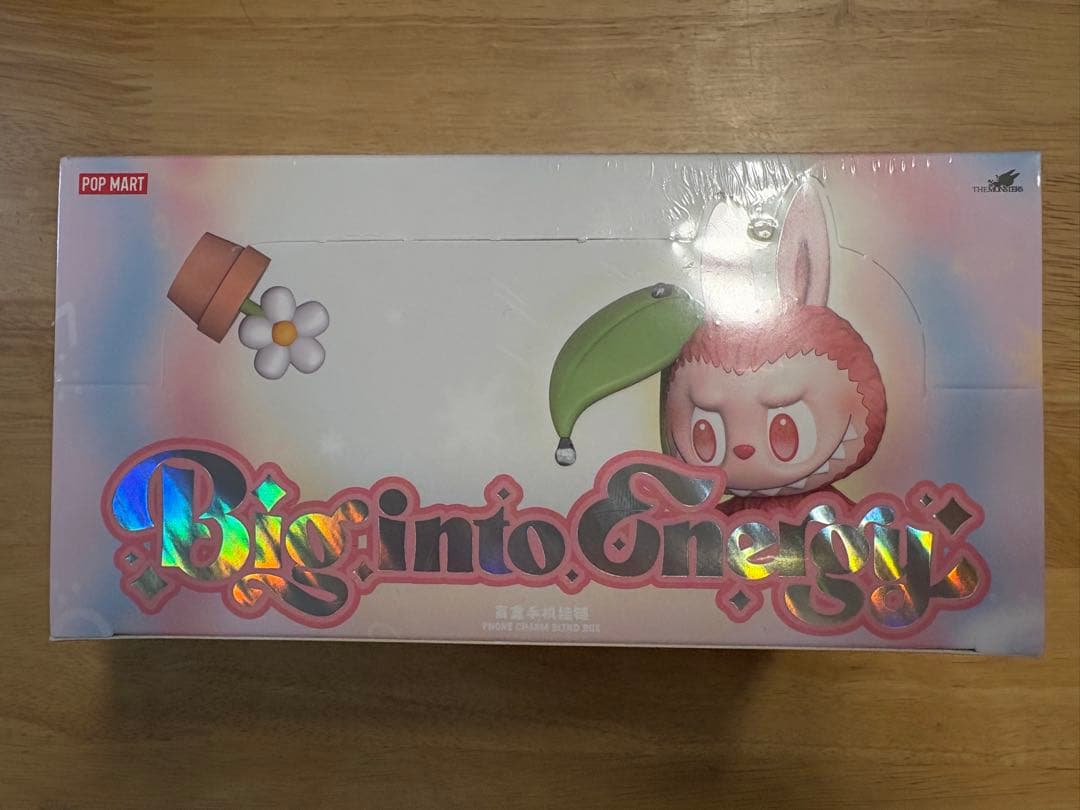 POP MART
THE MONSTERS
Big into Energy
盲盒手机挂链
PHONE CHARM BLIND BOX